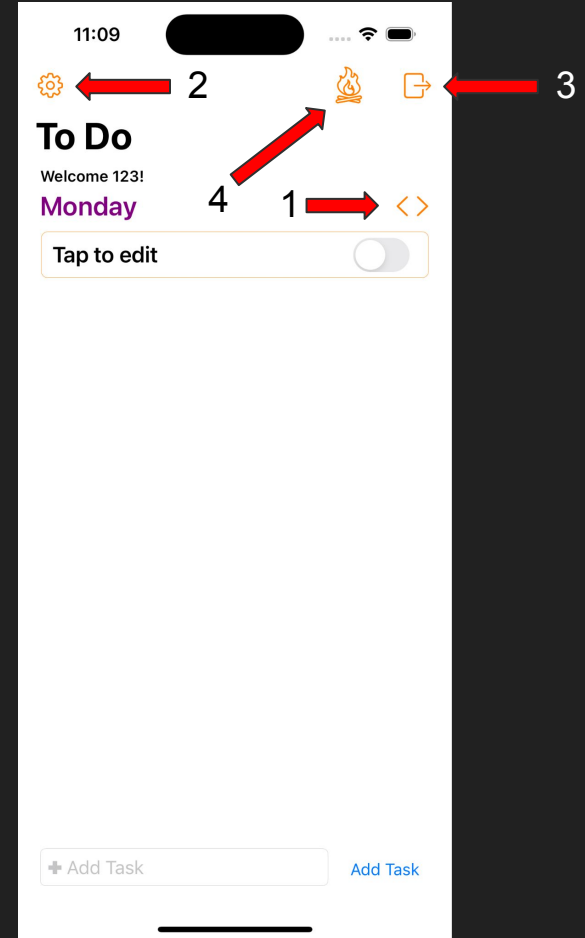 11:09
2
3
To Do
Welcome 123!
4
1
Monday
Tap to edit
Add Task
Add Task